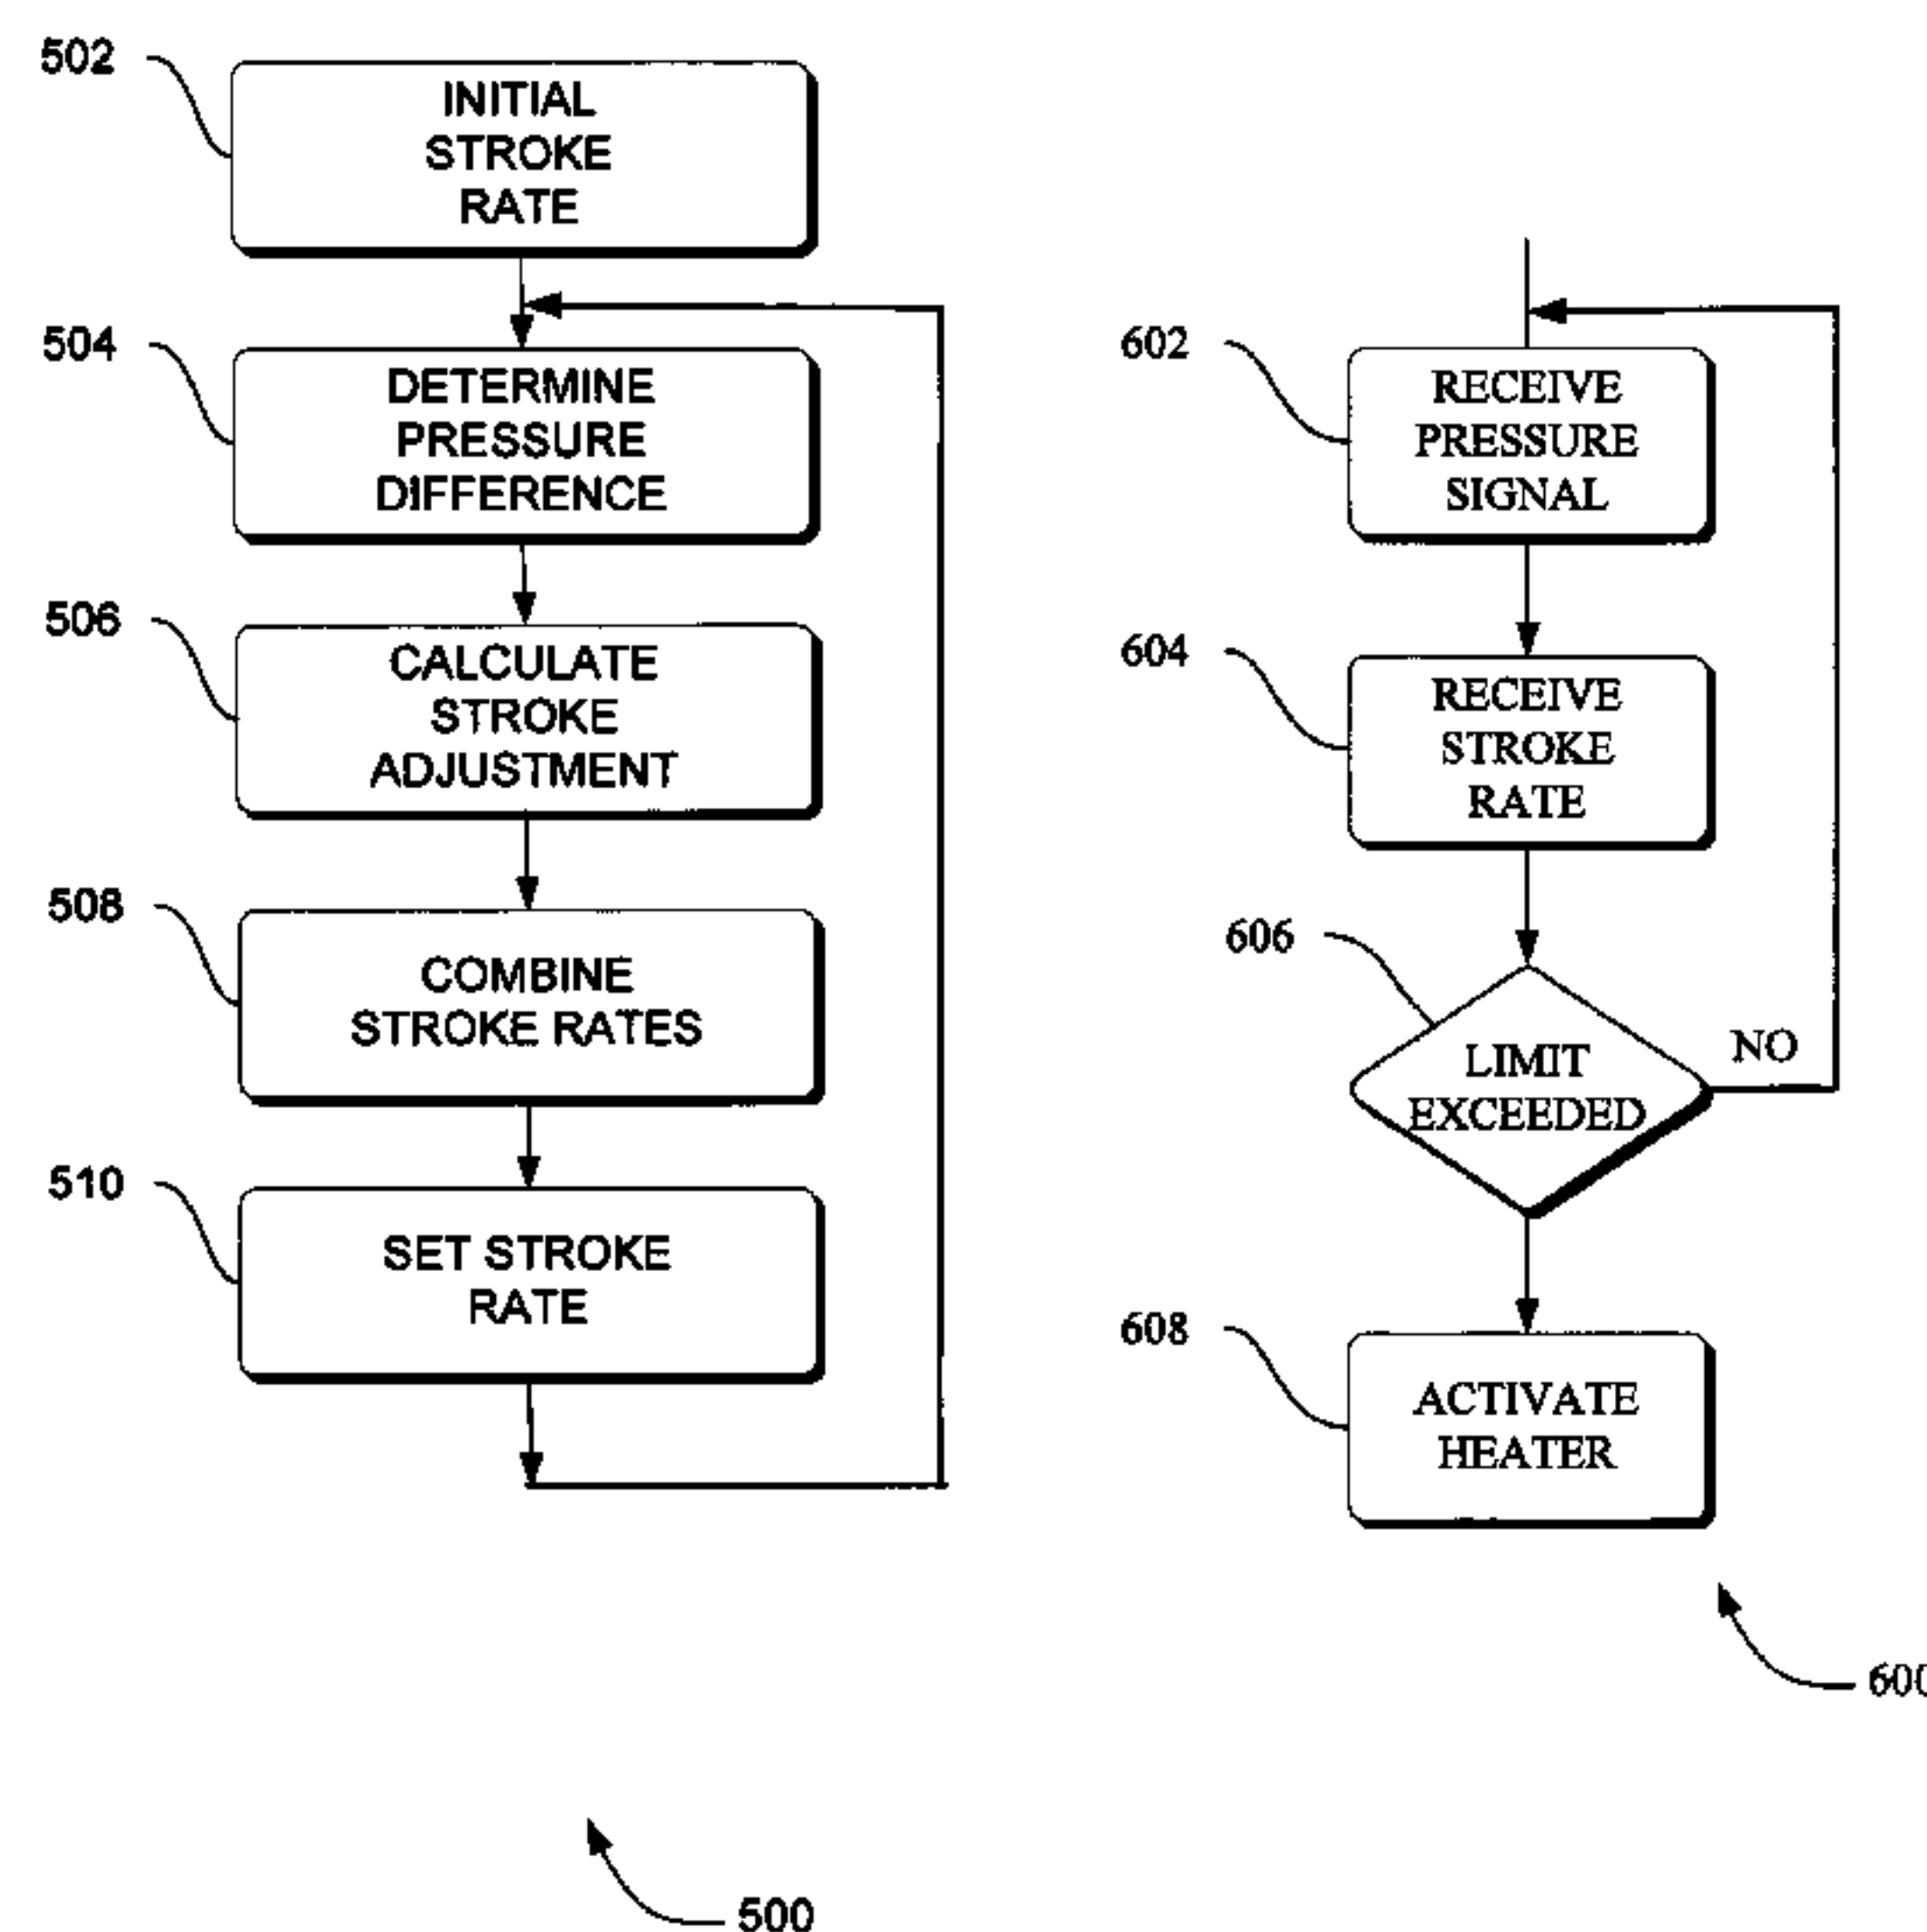 502
INITIAL
STROKE
RATE
504
DETERMINE
PRESSURE
DIFFERENCE
506
CALCULATE
STROKE
ADJUSTMENT
508
COMBINE
STROKE RATES
510
SET STROKE
RATE
500
602
RECEIVE
PRESSURE
SIGNAL
604
RECEIVE
STROKE
RATE
606
LIMIT
EXCEEDED
NO
608
ACTIVATE
HEATER
600